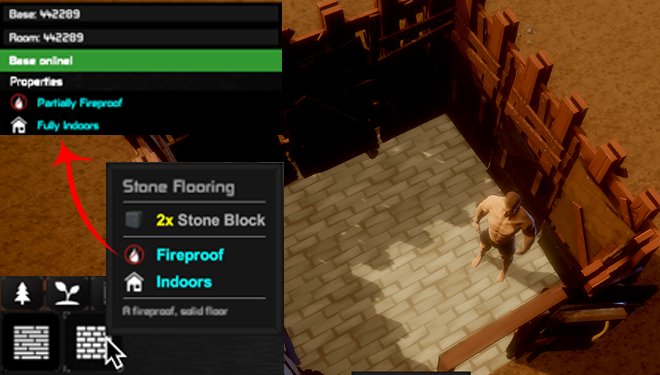 Base: 442289
Room: 442289
Base online!
Properties
Partially Fireproof
Fully Indoors
Stone Flooring
2x Stone Block
Fireproof
Indoors
A fireproof, solid floor